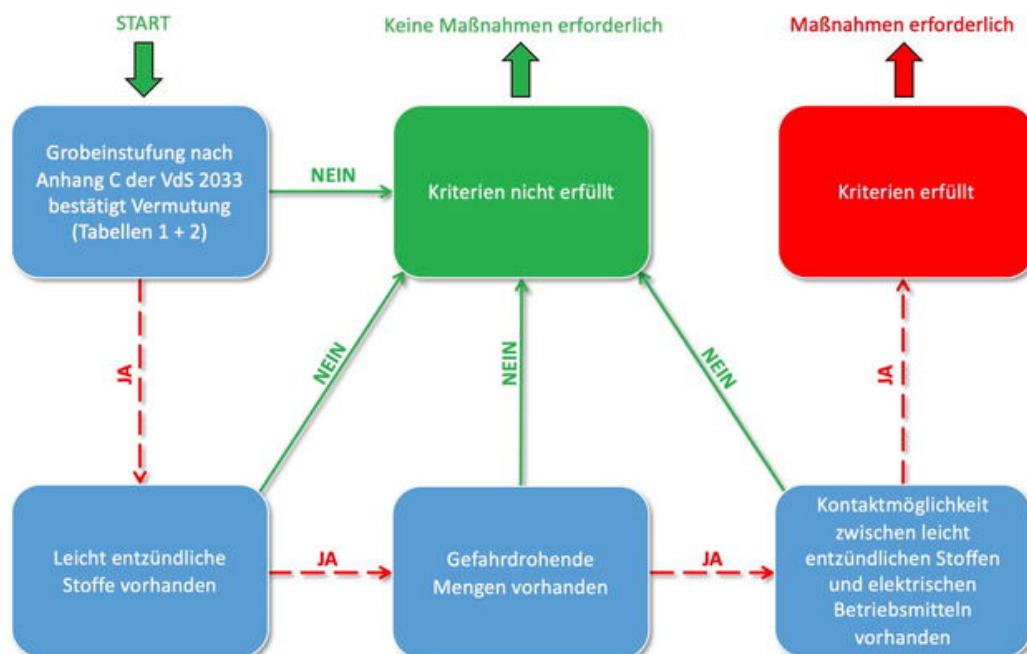 START
Keine Maßnahmen erforderlich
Maßnahmen erforderlich
Grobeinstufung nach
Anhang C der VdS 2033
bestätigt Vermutung
(Tabellen 1 + 2)
NEIN
Kriterien nicht erfüllt
Kriterien erfüllt
JA
NEIN
NEIN
NEIN
JA
Leicht entzündliche
Stoffe vorhanden
JA
Gefahrdrohende
Mengen vorhanden
JA
Kontaktmöglichkeit
zwischen leicht
entzündlichen Stoffen
und elektrischen
Betriebsmitteln
vorhanden